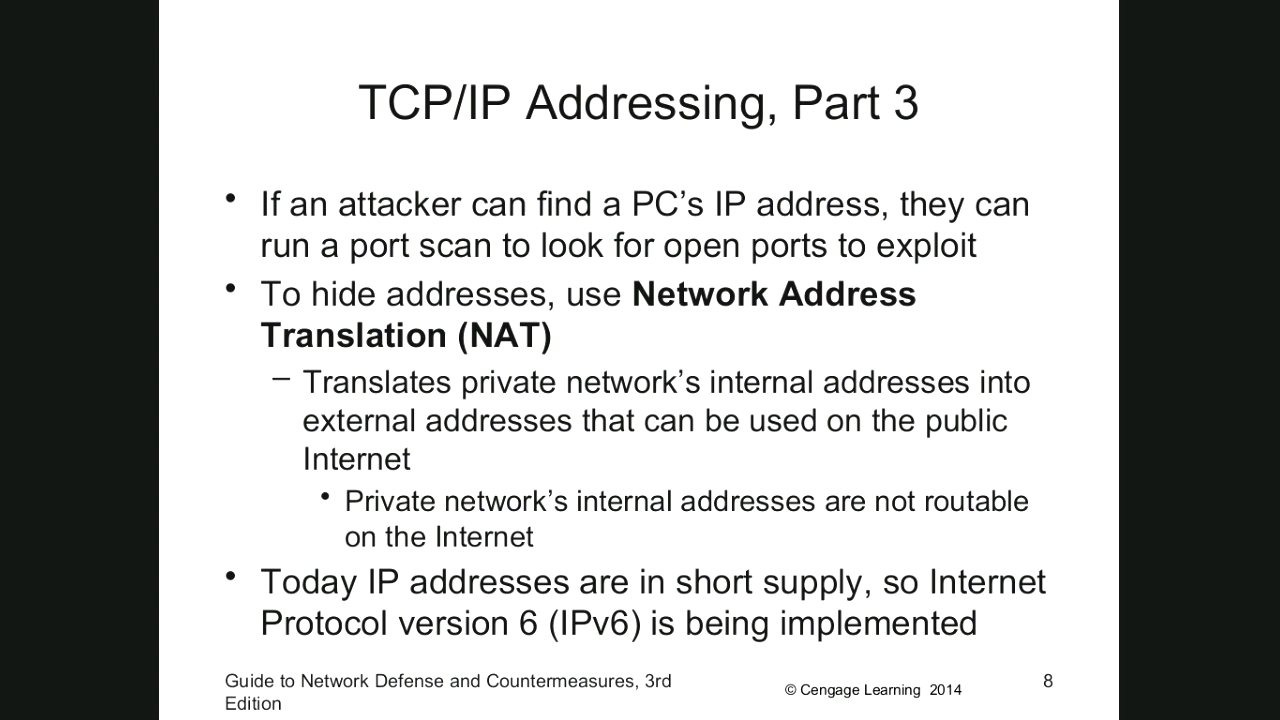 TCP/IP Addressing, Part 3
• If an attacker can find a PC’s IP address, they can
run a port scan to look for open ports to exploit
• To hide addresses, use Network Address
Translation (NAT)
– Translates private network’s internal addresses into
external addresses that can be used on the public
Internet
• Private network’s internal addresses are not routable
on the Internet
• Today IP addresses are in short supply, so Internet
Protocol version 6 (IPv6) is being implemented
Guide to Network Defense and Countermeasures, 3rd
Edition
© Cengage Learning 2014
8